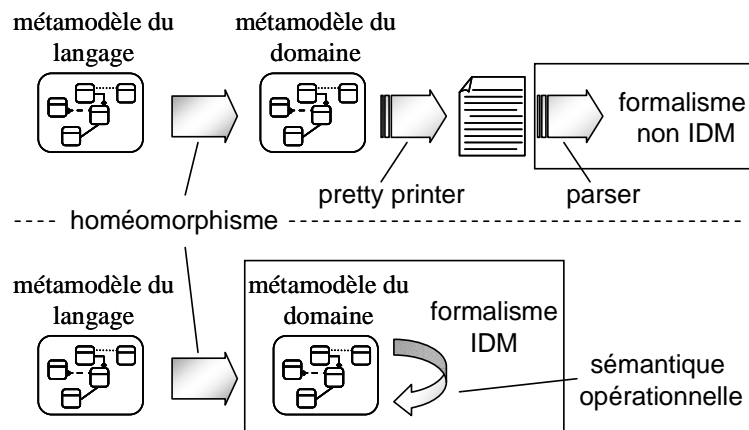 métamodèle du
langage
métamodèle du
domaine
formalisme
non IDM
pretty printer
parser
homéomorphisme
métamodèle du
langage
métamodèle du
domaine
formalisme
IDM
sémantique
opérationnelle